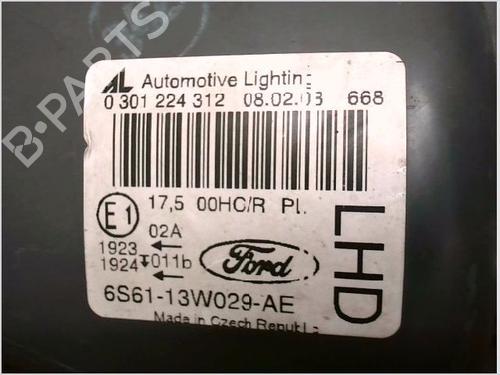 B-PARTS
AL Automotive Lighting
0 301 224 312 08.02.08 668
E1 17,5 00HC/R PL
02A
1923
1924 011b
Ford
6S61-13W029-AE
Made in Czech Republic
LHD